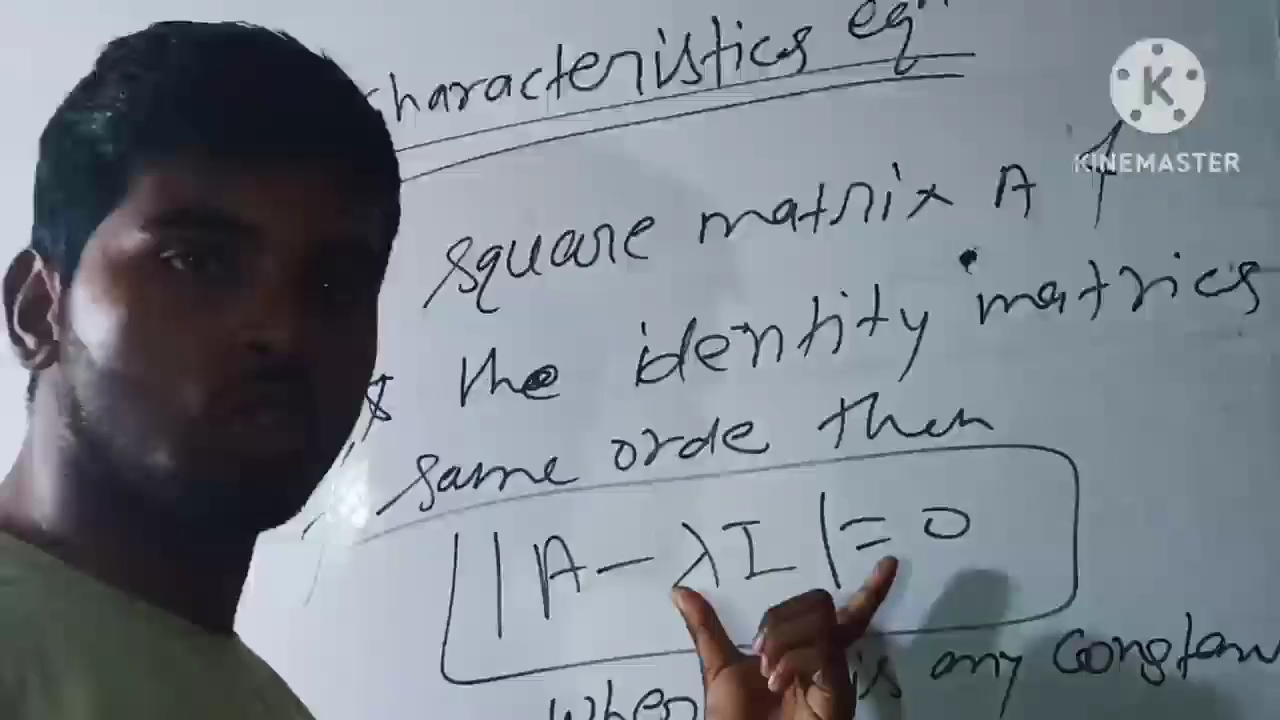 characteristics eqn
square matrix A
KINEMASTER
the identity matrics
same orde then
|A - λI| = 0
When is any constan